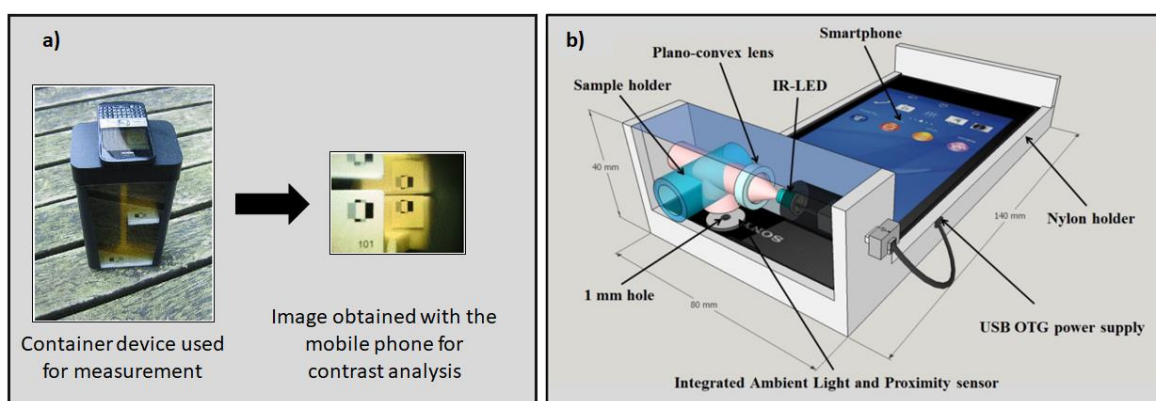 a)
Container device used
for measurement
101
Image obtained with the
mobile phone for
contrast analysis
b)
Smartphone
Plano-convex lens
IR-LED
Sample holder
40 mm
SONY
140 mm
Nylon holder
1 mm hole
80 mm
USB OTG power supply
Integrated Ambient Light and Proximity sensor